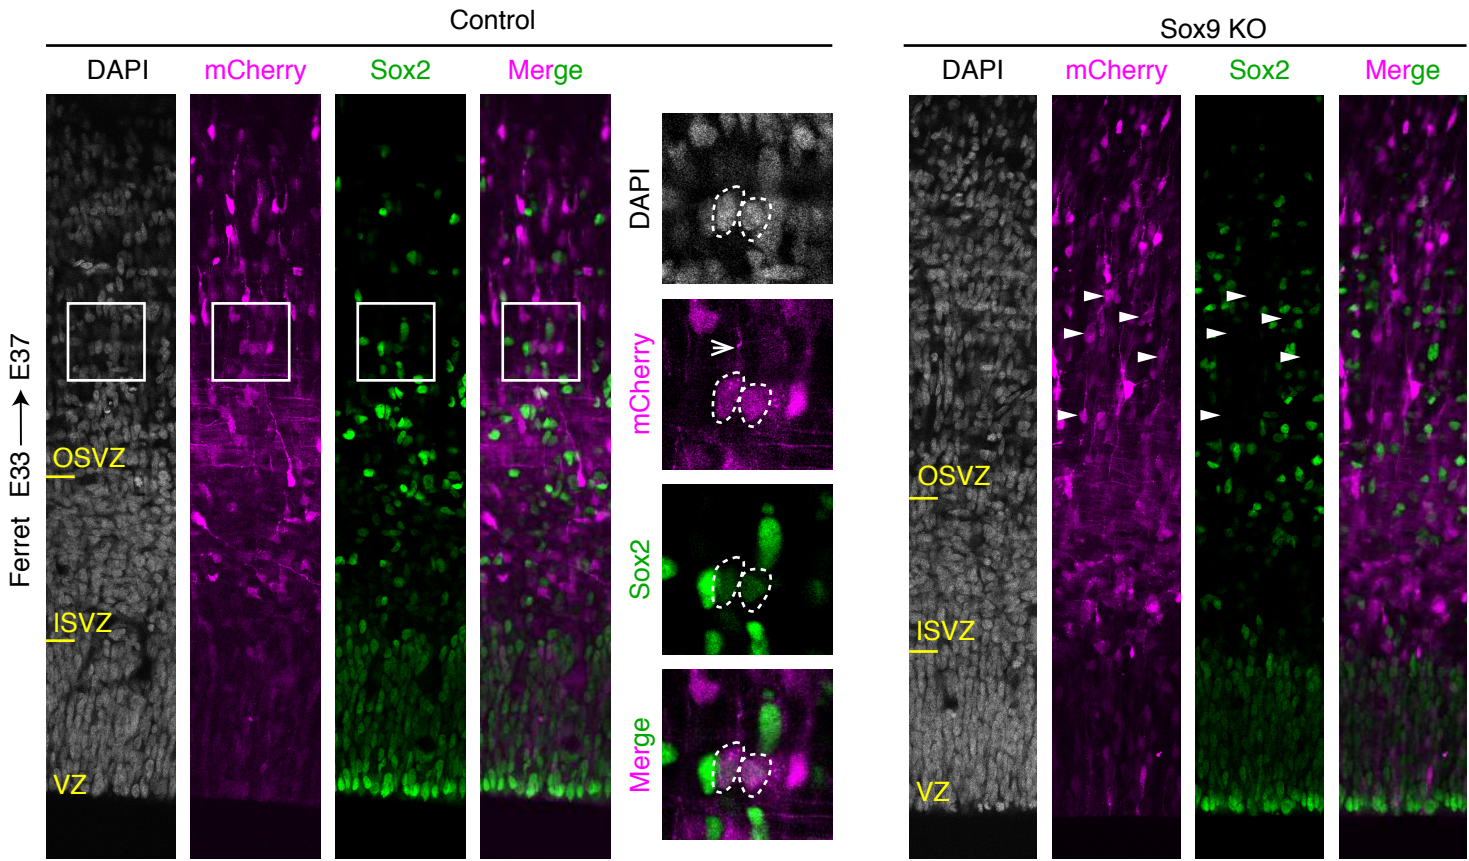 Control
Sox9 KO
DAPI mCherry Sox2 Merge
DAPI mCherry Sox2 Merge
DAPI
mCherry
Sox2
Merge
Ferret E33 → E37
OSVZ
ISVZ
VZ
OSVZ
ISVZ
VZ